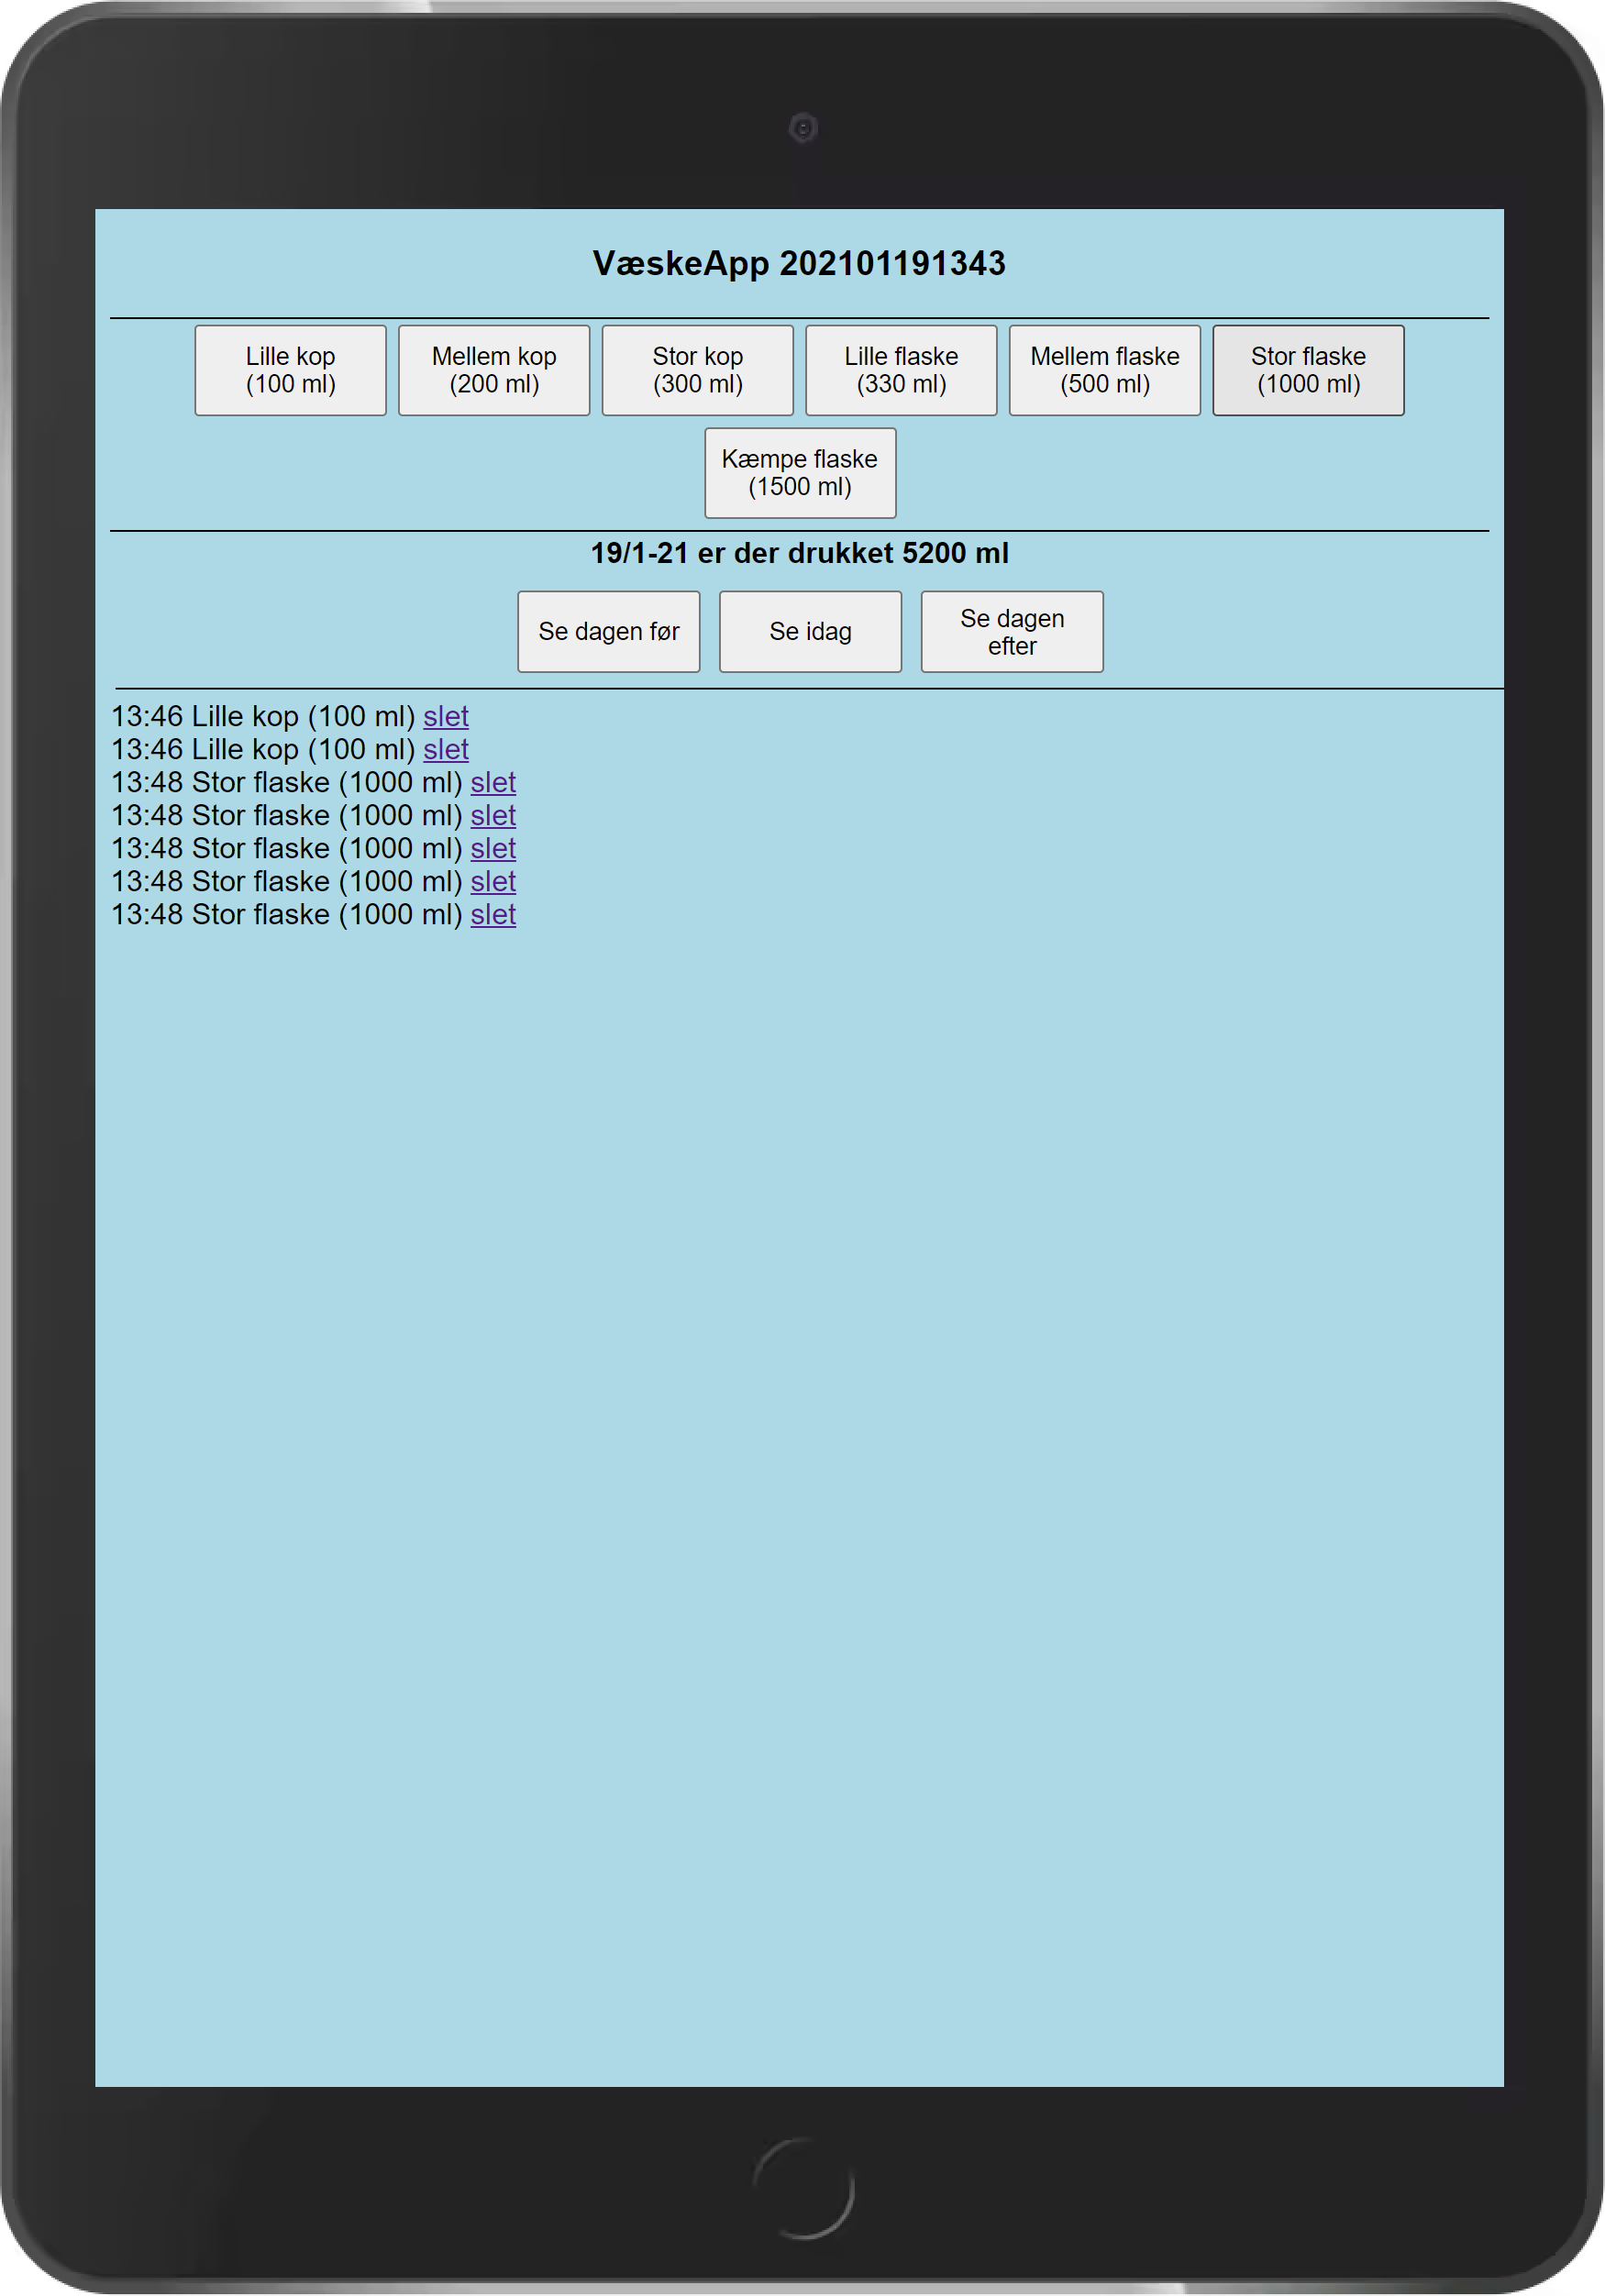 VæskeApp 202101191343
Lille kop
(100 ml)
Mellem kop
(200 ml)
Stor kop
(300 ml)
Lille flaske
(330 ml)
Mellem flaske
(500 ml)
Stor flaske
(1000 ml)
Kæmpe flaske
(1500 ml)
19/1-21 er der drukket 5200 ml
Se dagen før
Se idag
Se dagen
efter
13:46 Lille kop (100 ml) slet
13:46 Lille kop (100 ml) slet
13:48 Stor flaske (1000 ml) slet
13:48 Stor flaske (1000 ml) slet
13:48 Stor flaske (1000 ml) slet
13:48 Stor flaske (1000 ml) slet
13:48 Stor flaske (1000 ml) slet